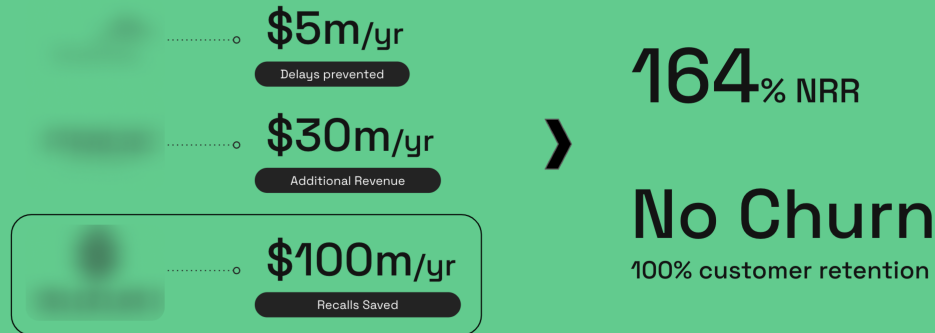 $5m/yr
Delays prevented
$30m/yr
Additional Revenue
$100m/yr
Recalls Saved
164% NRR
No Churn
100% customer retention